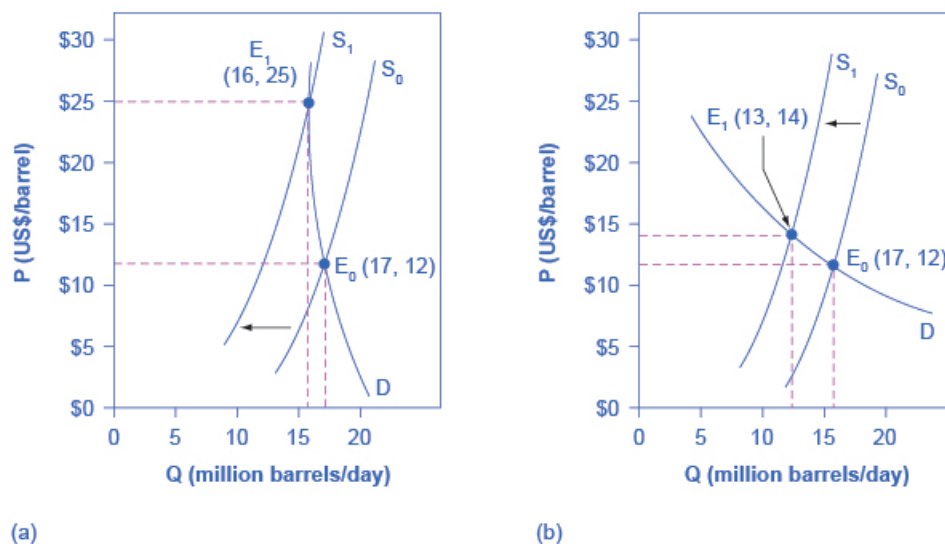 $30
$25
$20
$15
$10
$5
$0
P (US$/barrel)
E1
(16, 25)
S1
S0
E0 (17, 12)
D
0 5 10 15 20
Q (million barrels/day)
(a)
$30
$25
$20
$15
$10
$5
$0
P (US$/barrel)
S1
S0
E1 (13, 14)
E0 (17, 12)
D
0 5 10 15 20
Q (million barrels/day)
(b)